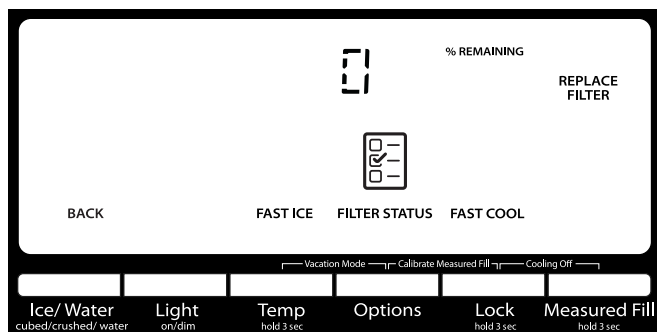 0 % REMAINING
REPLACE
FILTER
BACK FAST ICE FILTER STATUS FAST COOL
Vacation Mode Calibrate Measured Fill Cooling Off
Ice/ Water Light Temp Options Lock Measured Fill
cubed/crushed/ water on/dim hold 3 sec hold 3 sec hold 3 sec